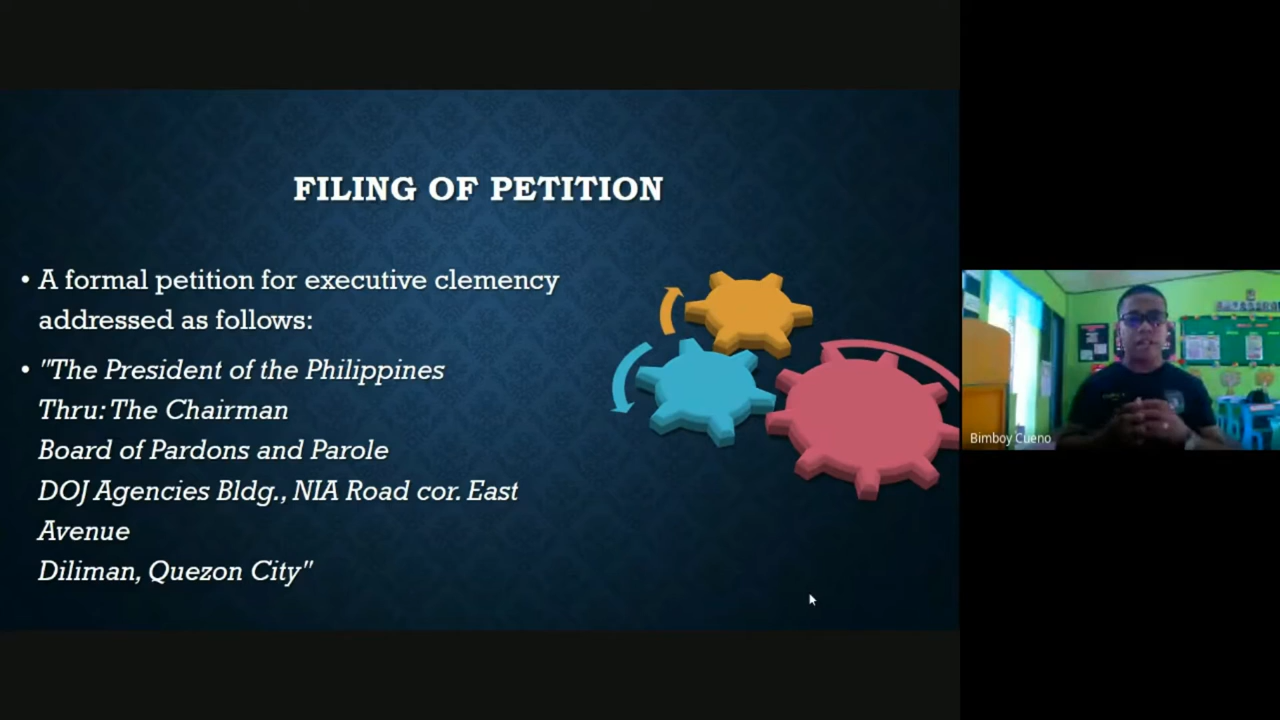 FILING OF PETITION
• A formal petition for executive clemency
addressed as follows:
• "The President of the Philippines
Thru: The Chairman
Board of Pardons and Parole
DOJ Agencies Bldg., NIA Road cor. East
Avenue
Diliman, Quezon City"
Bimboy Cueno